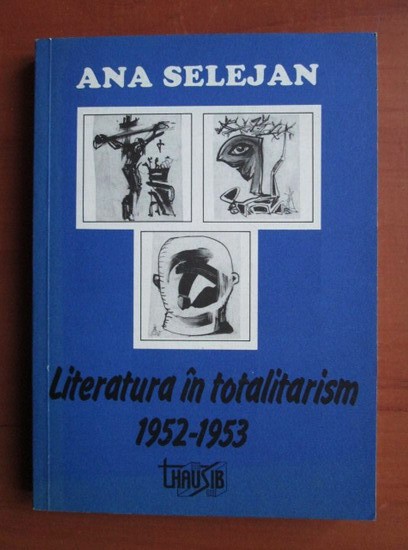 ANA SELEJAN
Literatura în totalitarism
1952-1953
tHAUSIB